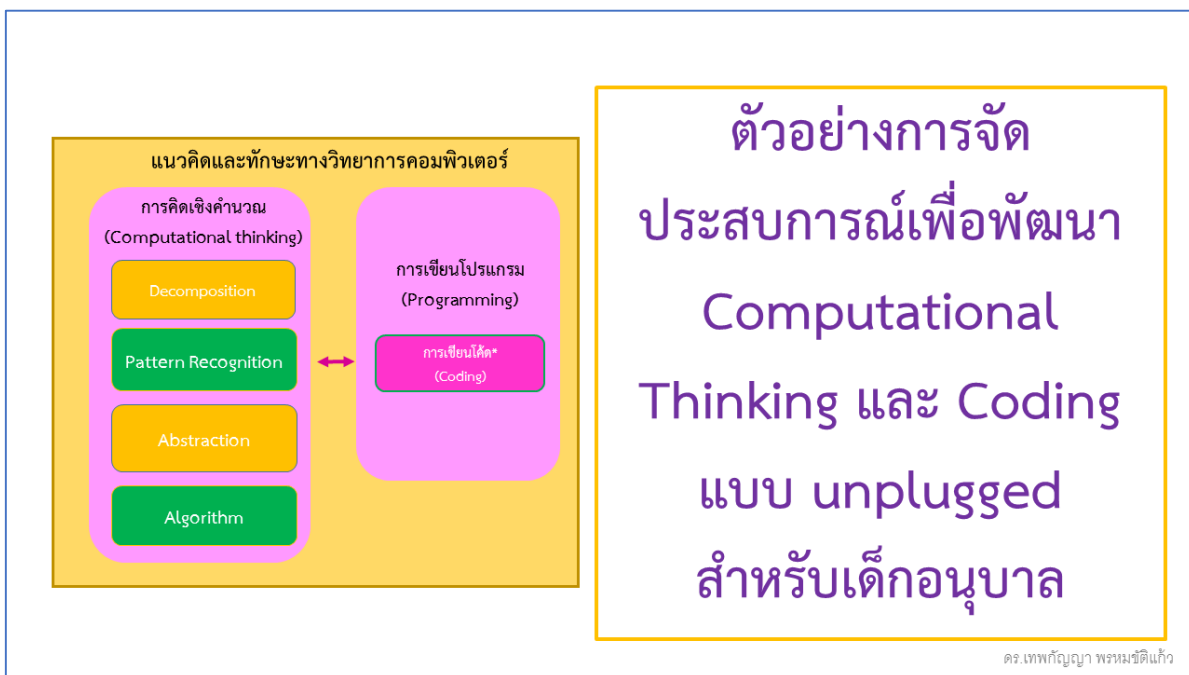 แนวคิดและทักษะทางวิทยาการคอมพิวเตอร์
การคิดเชิงคำนวณ
(Computational thinking)
Decomposition
Pattern Recognition
Abstraction
Algorithm
การเขียนโปรแกรม
(Programming)
การเขียนโค้ด*
(Coding)
ตัวอย่างการจัด
ประสบการณ์เพื่อพัฒนา
Computational
Thinking และ Coding
แบบ unplugged
สำหรับเด็กอนุบาล
ดร.เทพกัญญา พรหมขัติแก้ว